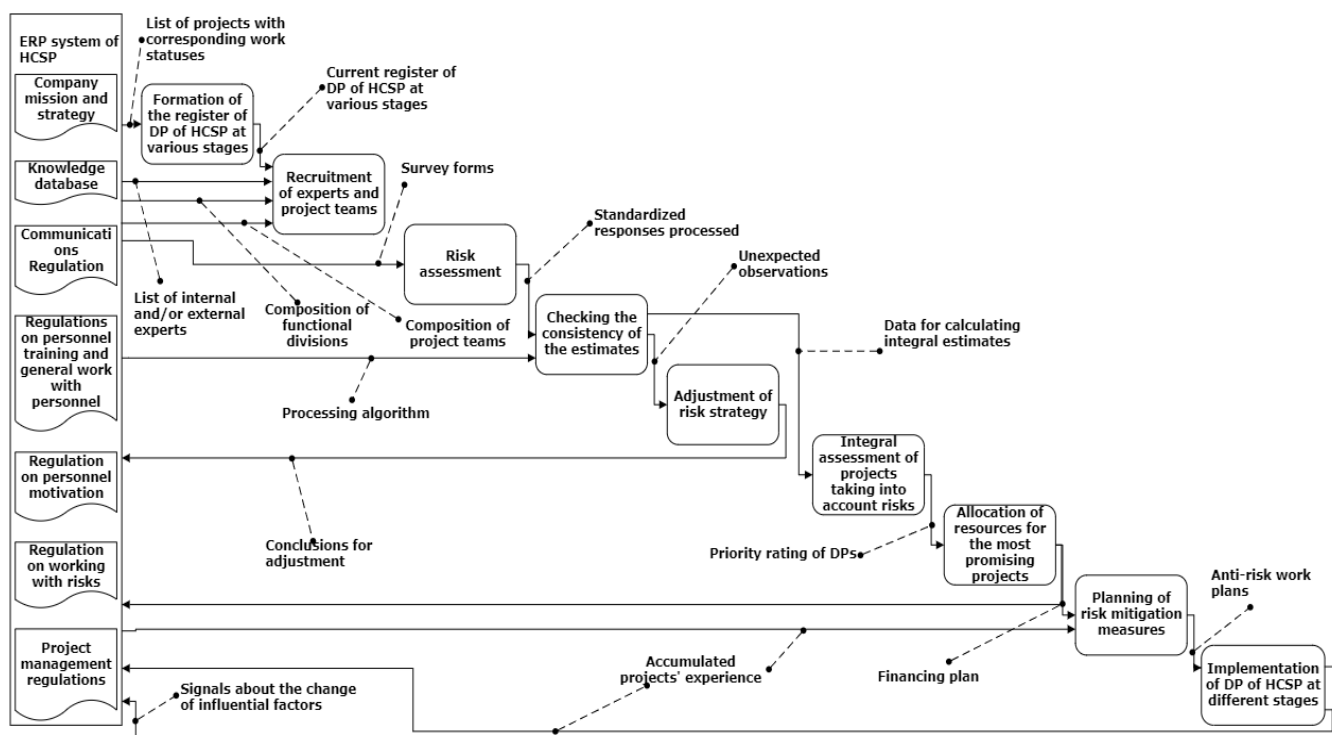 ERP system of
HCSP
Company
mission and
strategy
Knowledge
database
Communicati
ons
Regulation
Regulations
on personnel
training and
general work
with
personnel
Regulation
on personnel
motivation
Regulation
on working
with risks
Project
management
regulations
List of projects with
corresponding work
statuses
Formation of
the register of
DP of HCSP at
various stages
Current register of
DP of HCSP at
various stages
Recruitment
of experts and
project teams
Survey forms
Risk
assessment
Standardized
responses processed
Unexpected
observations
List of internal
and/or external
experts
Composition of
functional
divisions
Composition of
project teams
Checking the
consistency of
the estimates
Data for calculating
integral estimates
Processing algorithm
Adjustment of
risk strategy
Integral
assessment of
projects
taking into
account risks
Conclusions for
adjustment
Priority rating of DPs
Allocation of
resources for
the most
promising
projects
Anti-risk work
plans
Planning of
risk mitigation
measures
Accumulated
projects' experience
Financing plan
Implementation
of DP of HCSP at
different stages
Signals about the change
of influential factors